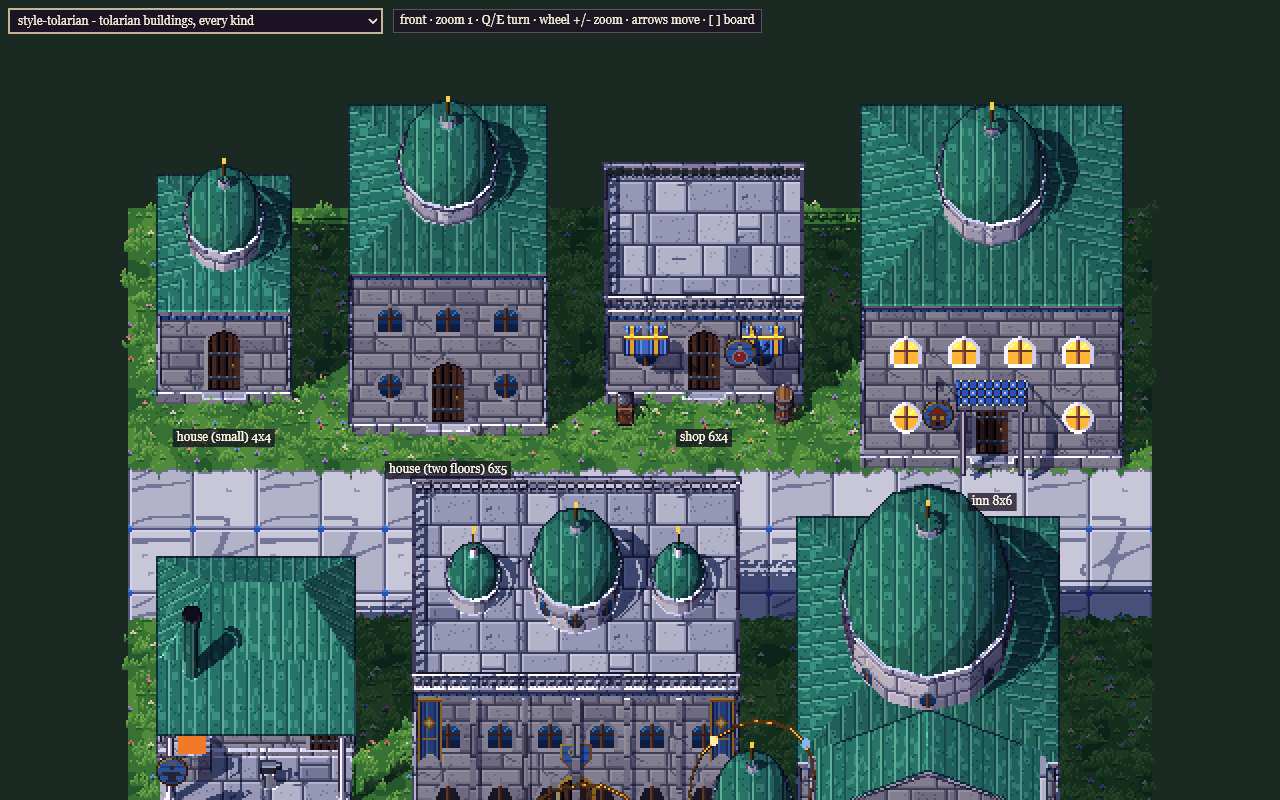 style-tolarian - tolarian buildings, every kind
front · zoom 1 · Q/E turn · wheel +/- zoom · arrows move · [ ] board
house (small) 4x4
shop 6x4
house (two floors) 6x5
inn 8x6